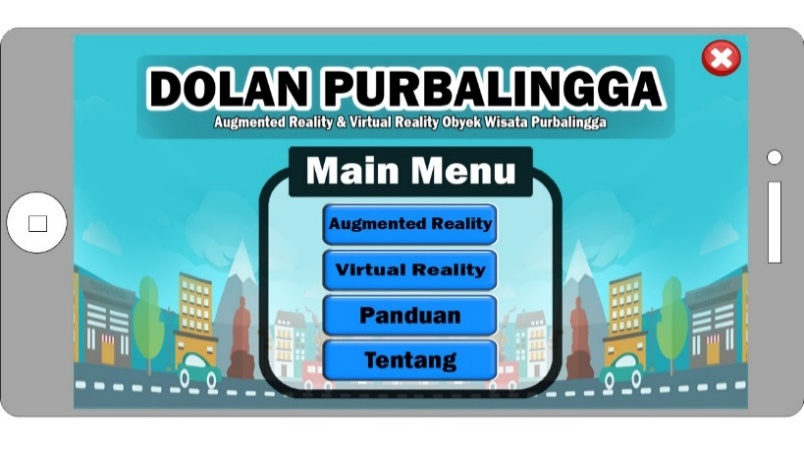 DOLAN PURBALINGGA
Augmented Reality & Virtual Reality Obyek Wisata Purbalingga
Main Menu
Augmented Reality
Virtual Reality
Panduan
Tentang